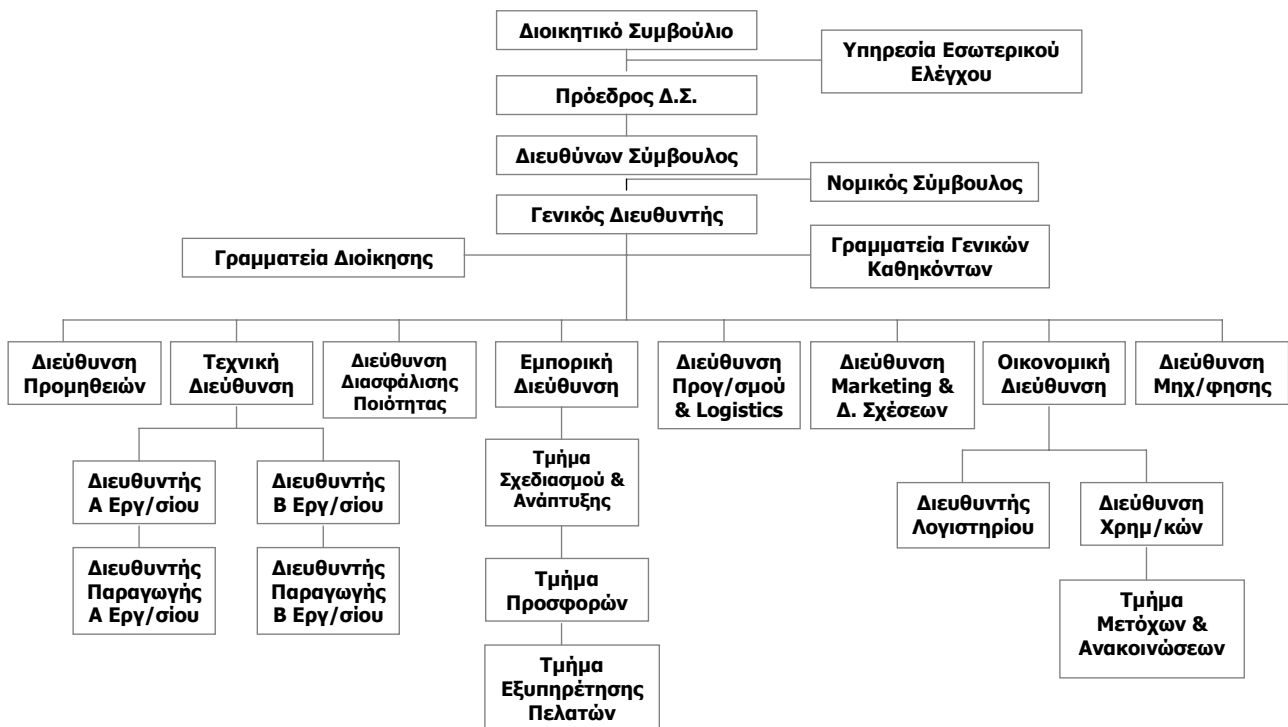 Διοικητικό Συμβούλιο
Υπηρεσία Εσωτερικού
Ελέγχου
Πρόεδρος Δ.Σ.
Διευθύνων Σύμβουλος
Νομικός Σύμβουλος
Γενικός Διευθυντής
Γραμματεία Διοίκησης
Γραμματεία Γενικών
Καθηκόντων
Διεύθυνση
Προμηθειών
Τεχνική
Διεύθυνση
Διεύθυνση
Διασφάλισης
Ποιότητας
Εμπορική
Διεύθυνση
Διεύθυνση
Προγ/σμού
& Logistics
Διεύθυνση
Marketing &
Δ. Σχέσεων
Οικονομική
Διεύθυνση
Διεύθυνση
Μηχ/φησης
Διευθυντής
Α Εργ/σίου
Διευθυντής
Β Εργ/σίου
Τμήμα
Σχεδιασμού &
Ανάπτυξης
Διευθυντής
Λογιστηρίου
Διεύθυνση
Χρημ/κών
Διευθυντής
Παραγωγής
Α Εργ/σίου
Διευθυντής
Παραγωγής
Β Εργ/σίου
Τμήμα
Προσφορών
Τμήμα
Μετόχων &
Ανακοινώσεων
Τμήμα
Εξυπηρέτησης
Πελατών